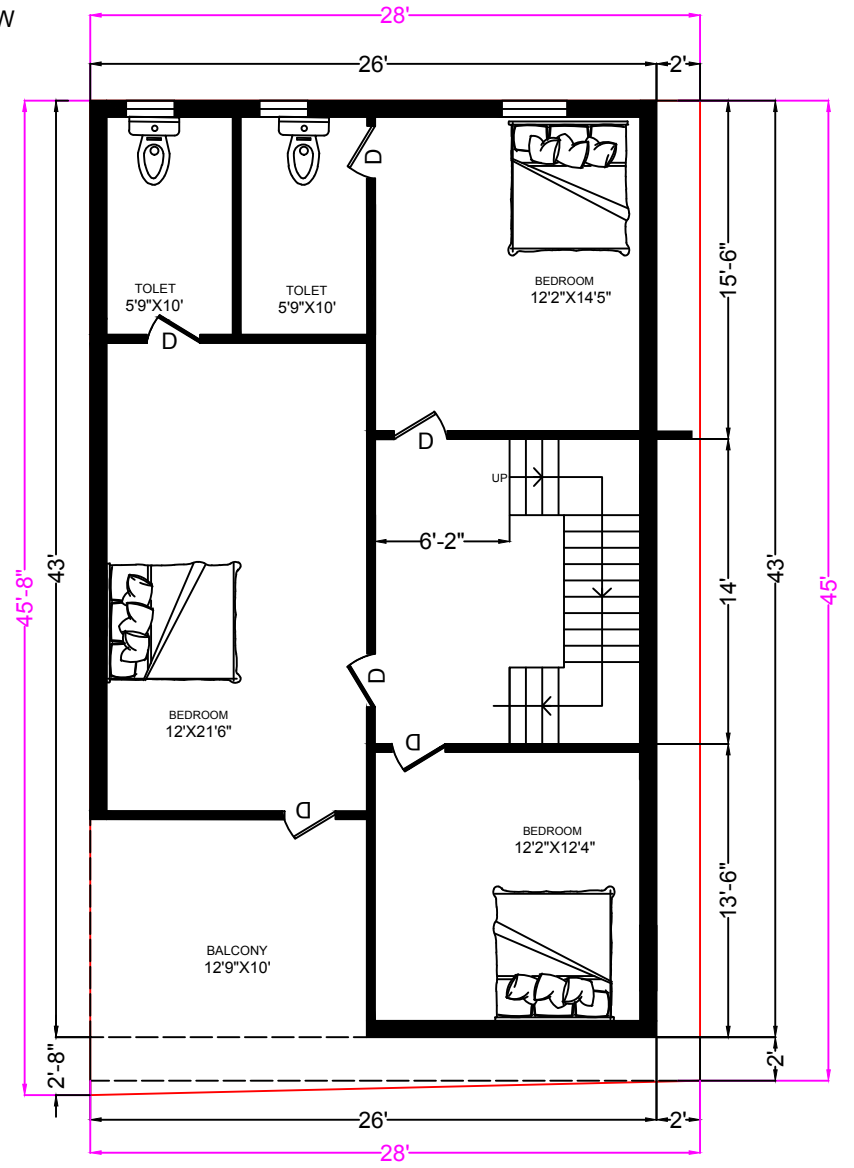 W
28'
26'
2'
D
TOLET
5'9"X10'
TOLET
5'9"X10'
BEDROOM
12'2"X14'5"
15'-6"
D
D
UP
6'-2"
45'-8"
43'
14'
43'
45'
D
BEDROOM
12'X21'6"
D
D
BEDROOM
12'2"X12'4"
13'-6"
BALCONY
12'9"X10'
2'-8"
2'
26'
2'
28'